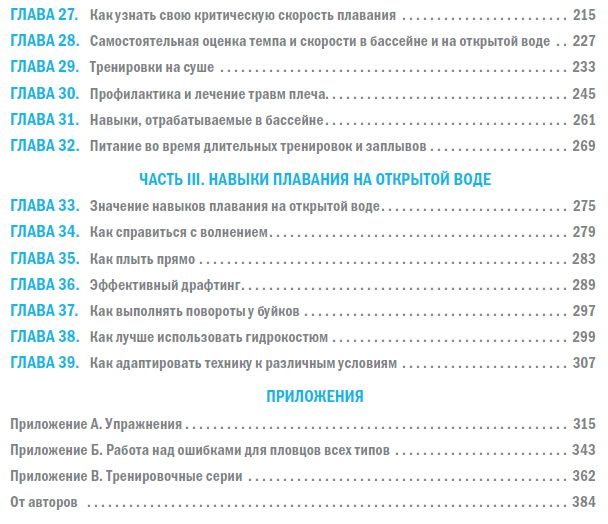 ГЛАВА 27. Как узнать свою критическую скорость плавания 215
ГЛАВА 28. Самостоятельная оценка темпа и скорости в бассейне и на открытой воде 227
ГЛАВА 29. Тренировки на суше 233
ГЛАВА 30. Профилактика и лечение травм плеча 245
ГЛАВА 31. Навыки, отрабатываемые в бассейне 261
ГЛАВА 32. Питание во время длительных тренировок и заплывов 269
ЧАСТЬ III. НАВЫКИ ПЛАВАНИЯ НА ОТКРЫТОЙ ВОДЕ
ГЛАВА 33. Значение навыков плавания на открытой воде 275
ГЛАВА 34. Как справиться с волнением 279
ГЛАВА 35. Как плыть прямо 283
ГЛАВА 36. Эффективный драфтинг 289
ГЛАВА 37. Как выполнять повороты у буйков 297
ГЛАВА 38. Как лучше использовать гидрокостюм 299
ГЛАВА 39. Как адаптировать технику к различным условиям 307
ПРИЛОЖЕНИЯ
Приложение А. Упражнения 315
Приложение Б. Работа над ошибками для пловцов всех типов 343
Приложение В. Тренировочные серии 362
От авторов 384